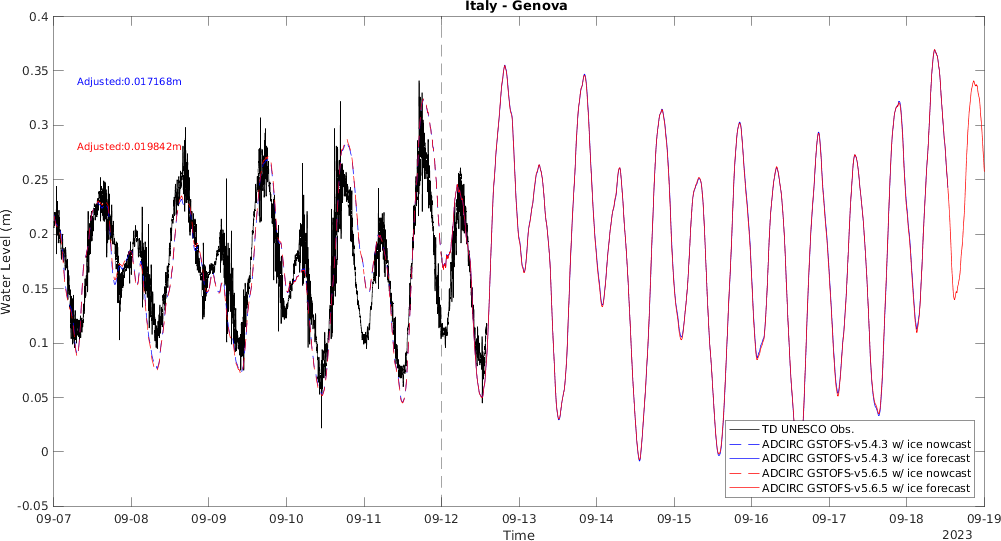 Italy - Genova
0.4
0.35
0.3
0.25
0.2
0.15
0.1
0.05
0
-0.05
Water Level (m)
Adjusted:0.017168m
Adjusted:0.019842m
TD UNESCO Obs.
ADCIRC GSTOFS-v5.4.3 w/ ice nowcast
ADCIRC GSTOFS-v5.4.3 w/ ice forecast
ADCIRC GSTOFS-v5.6.5 w/ ice nowcast
ADCIRC GSTOFS-v5.6.5 w/ ice forecast
09-07 09-08 09-09 09-10 09-11 09-12 09-13 09-14 09-15 09-16 09-17 09-18 09-19
Time
2023